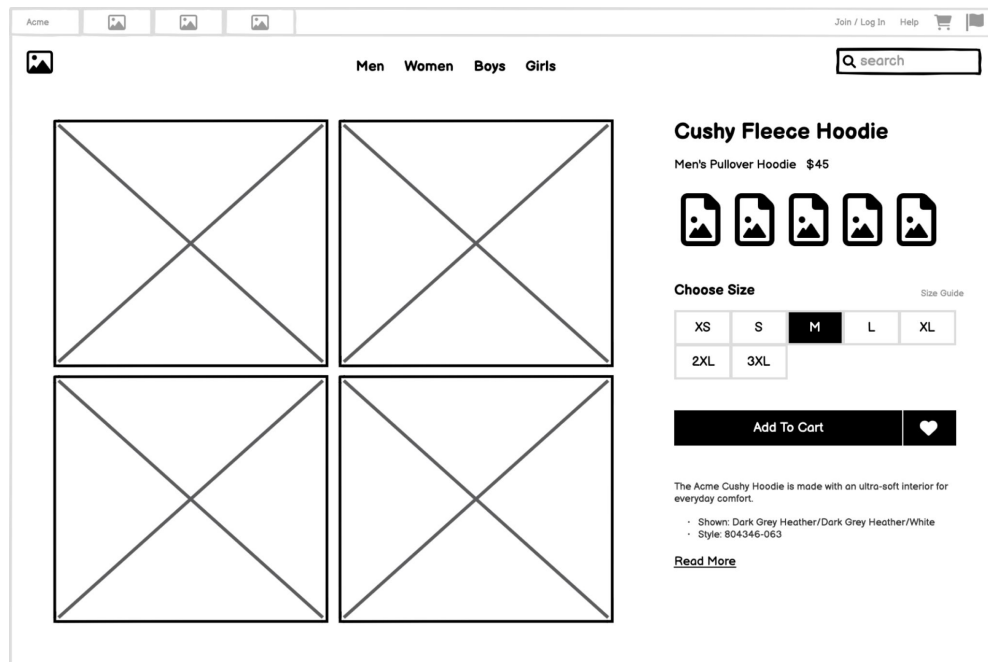 Acme
Join / Log In Help
Men Women Boys Girls
search
Cushy Fleece Hoodie
Men's Pullover Hoodie $45
Choose Size
Size Guide
XS S M L XL
2XL 3XL
Add To Cart
The Acme Cushy Hoodie is made with an ultra-soft interior for
everyday comfort.
· Shown: Dark Grey Heather/Dark Grey Heather/White
· Style: 804346-063
Read More